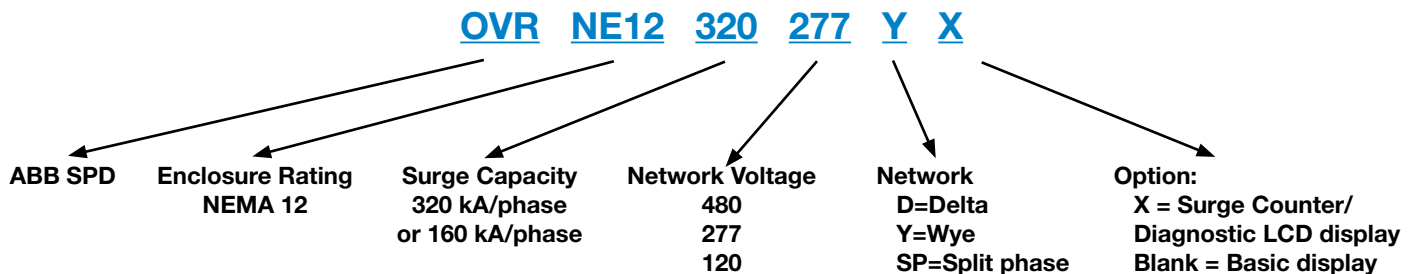 OVR NE12 320 277 Y X
ABB SPD
Enclosure Rating
NEMA 12
Surge Capacity
320 kA/phase
or 160 kA/phase
Network Voltage
480
277
120
Network
D=Delta
Y=Wye
SP=Split phase
Option:
X = Surge Counter/
Diagnostic LCD display
Blank = Basic display